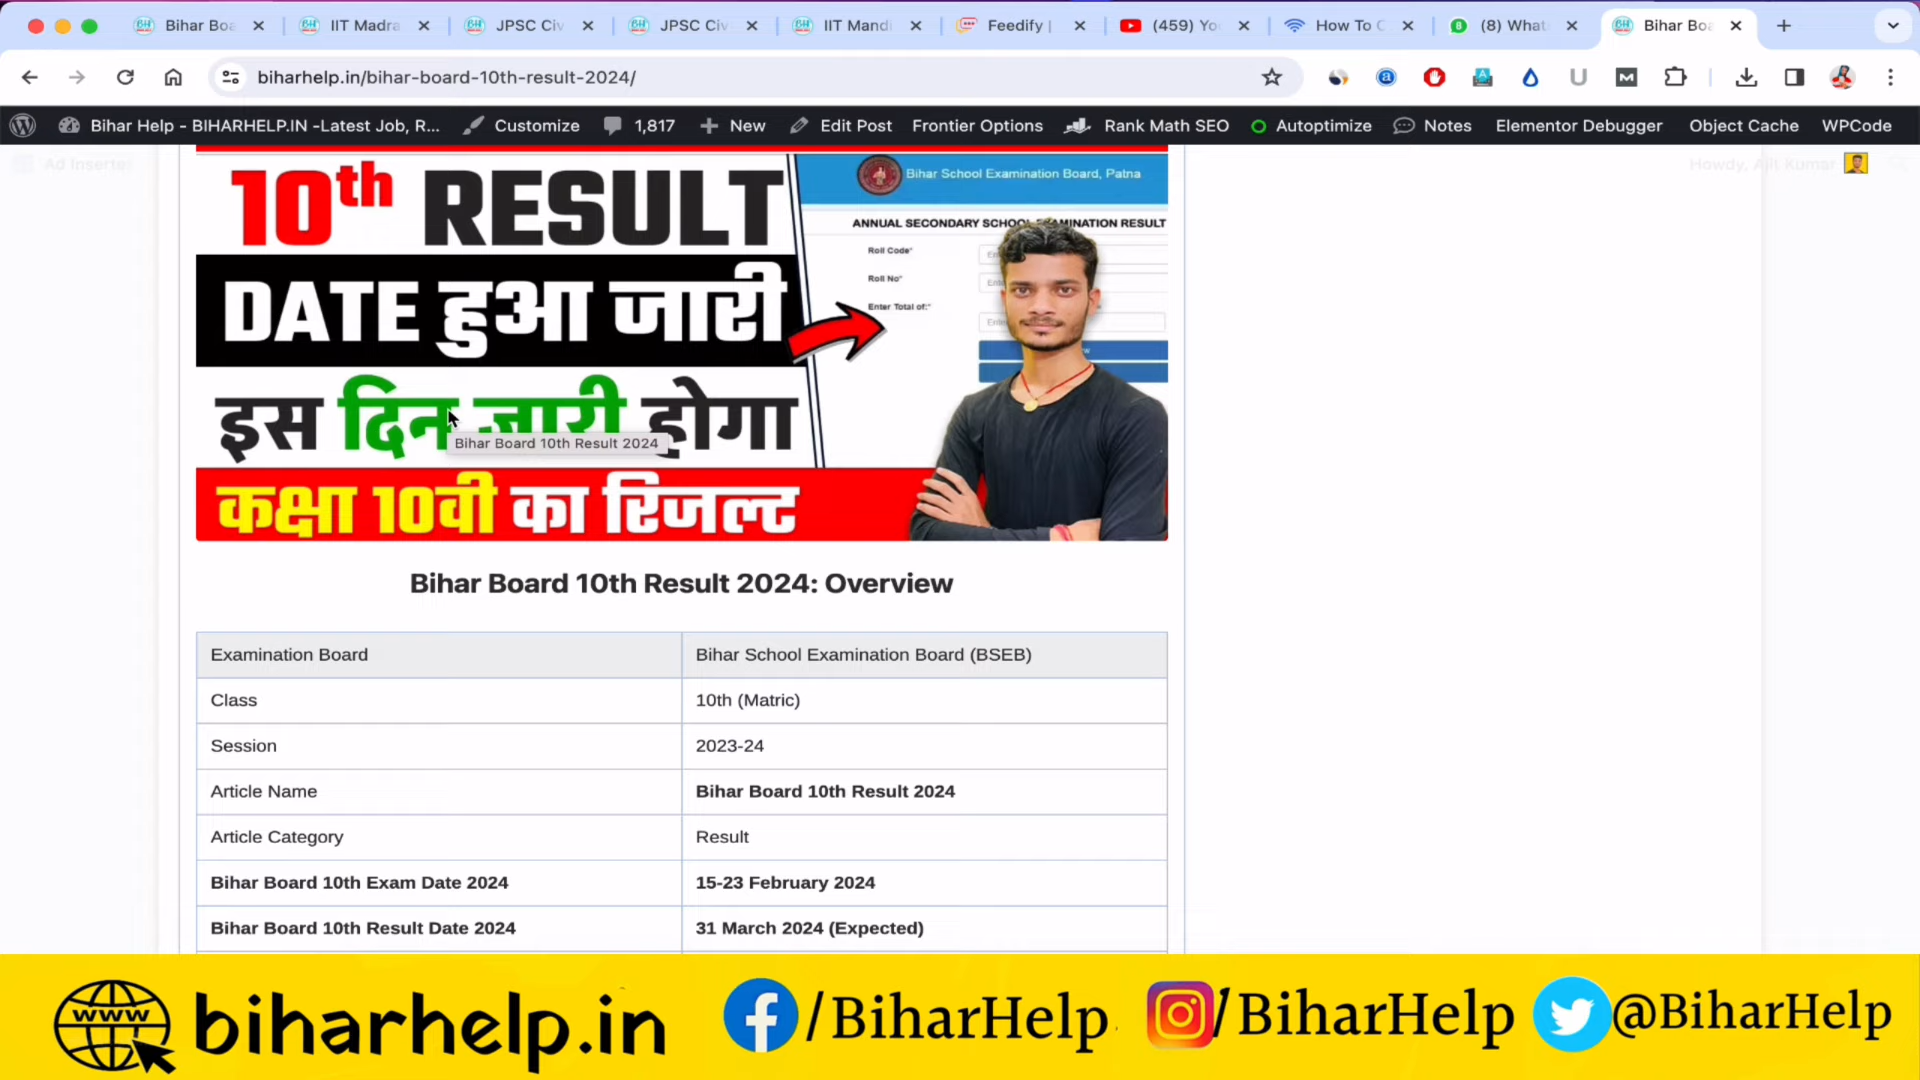 Bihar Boa
IIT Madra
JPSC Civ
JPSC Civ
IIT Mandi
Feedify |
(459) Yo
How To C
(8) What
Bihar Boa
biharhelp.in/bihar-board-10th-result-2024/
Bihar Help – BIHARHELP.IN -Latest Job, R... Customize 1,817 New Edit Post Frontier Options Rank Math SEO Autoptimize Notes Elementor Debugger Object Cache WPCode
Ad Inserte
Howdy, Ajit Kumar
10th RESULT
DATE हुआ जारी
इस दिन जारी होगा
कक्षा 10वी का रिजल्ट
Bihar School Examination Board, Patna
ANNUAL SECONDARY SCHOOL EXAMINATION RESULT
Roll Code*
Roll No*
Enter Total of:*
Bihar Board 10th Result 2024
Bihar Board 10th Result 2024: Overview
Examination Board Bihar School Examination Board (BSEB)
Class 10th (Matric)
Session 2023-24
Article Name Bihar Board 10th Result 2024
Article Category Result
Bihar Board 10th Exam Date 2024 15-23 February 2024
Bihar Board 10th Result Date 2024 31 March 2024 (Expected)
www biharhelp.in /BiharHelp /BiharHelp @BiharHelp